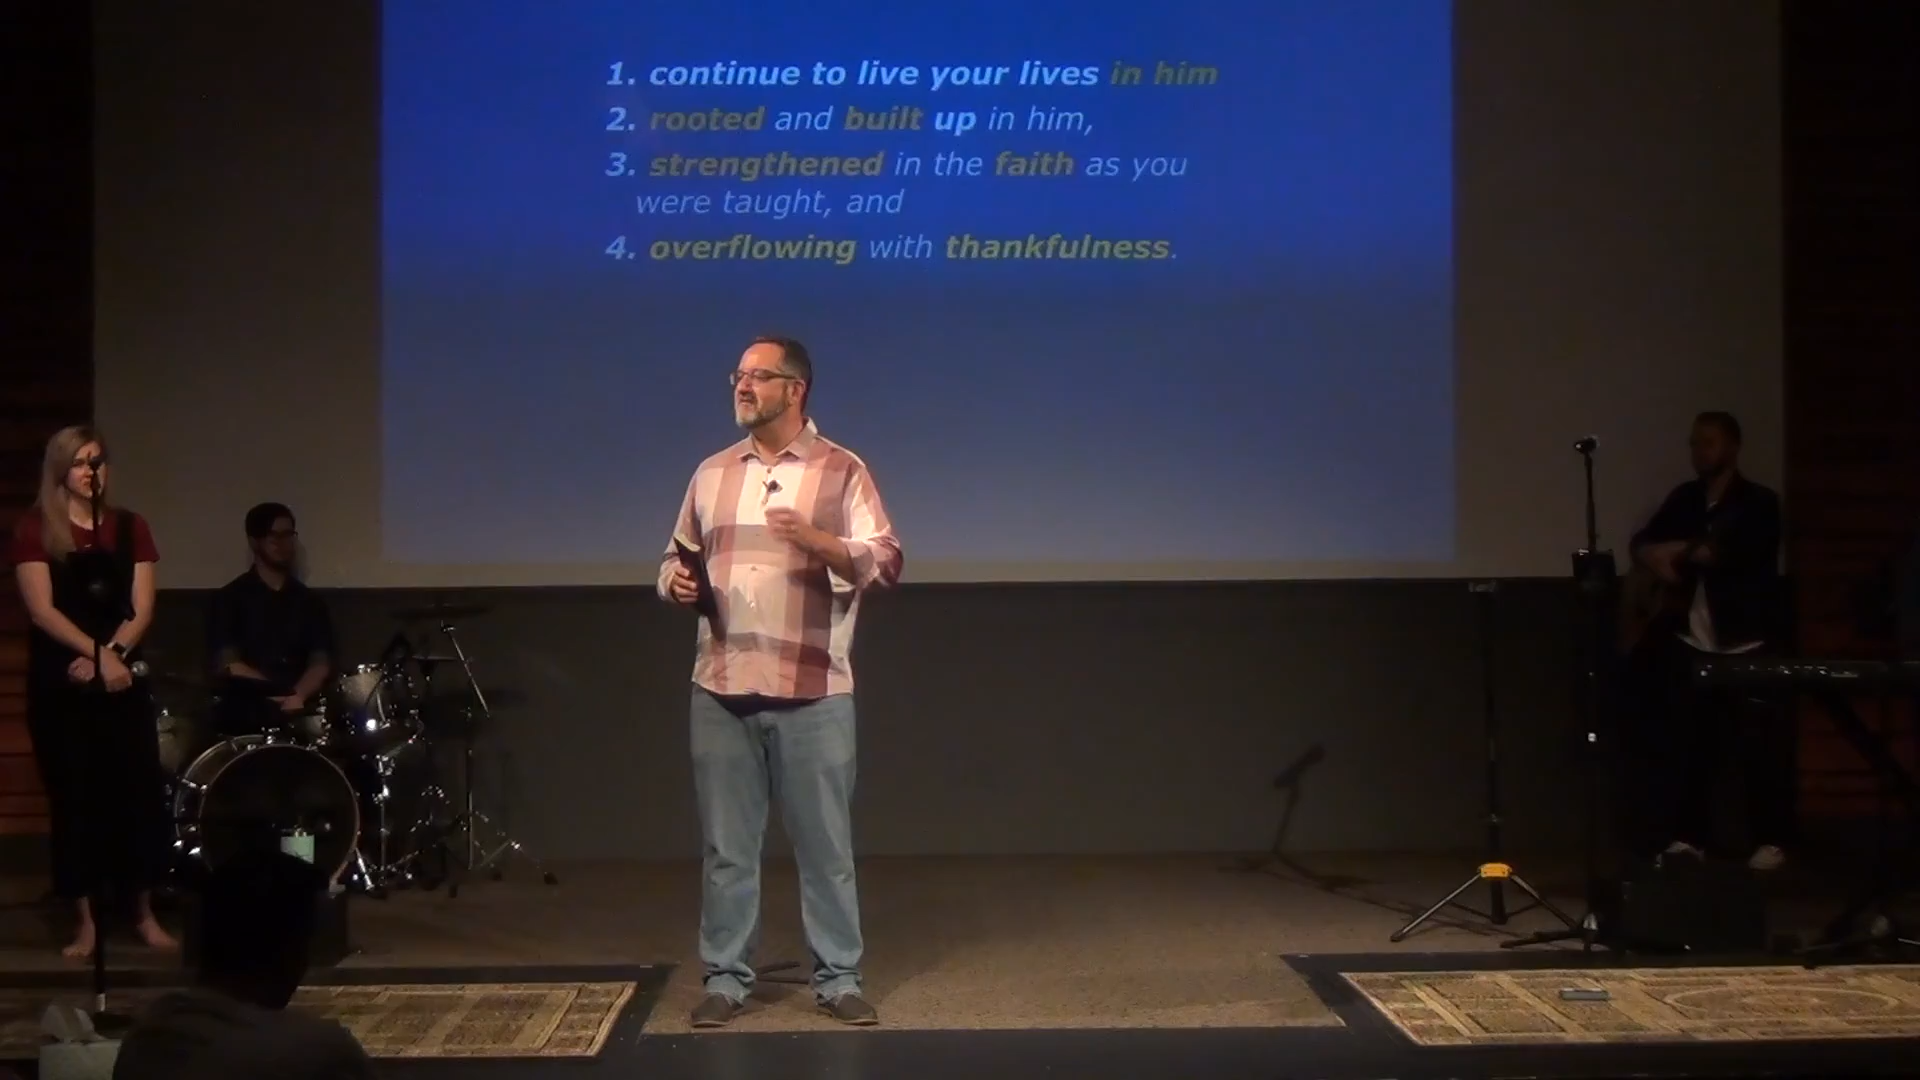 1. continue to live your lives in him
2. rooted and built up in him,
3. strengthened in the faith as you
were taught, and
4. overflowing with thankfulness.